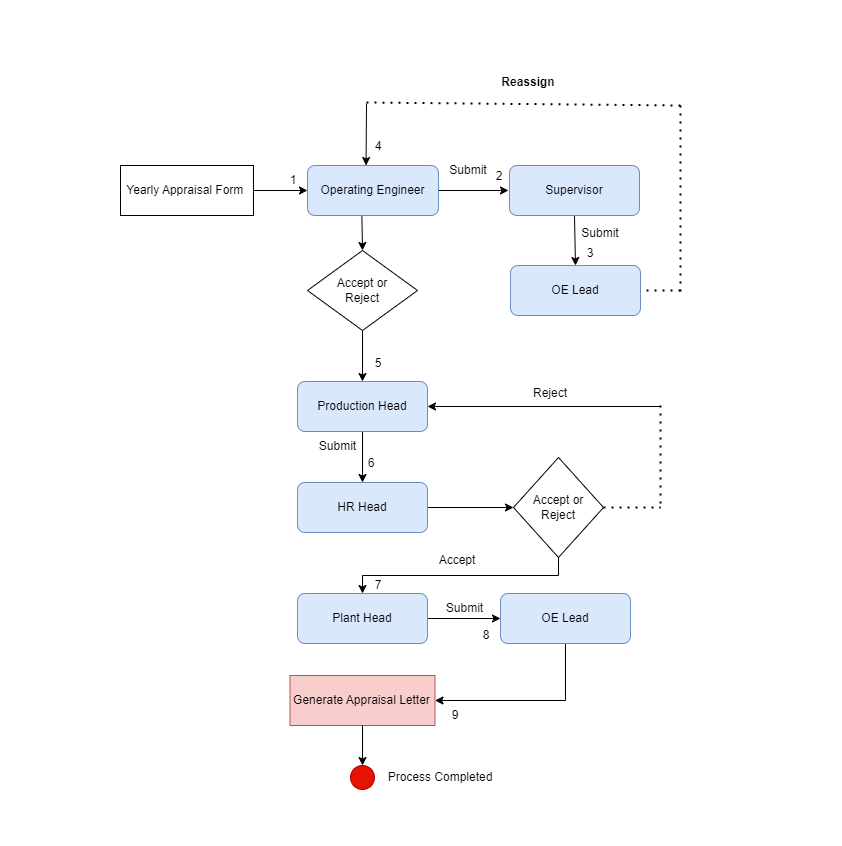 Reassign
4
Yearly Appraisal Form
1
Operating Engineer
Submit
2
Supervisor
Submit
3
OE Lead
Accept or
Reject
5
Production Head
Reject
Submit
6
HR Head
Accept or
Reject
Accept
7
Plant Head
Submit
8
OE Lead
Generate Appraisal Letter
9
Process Completed